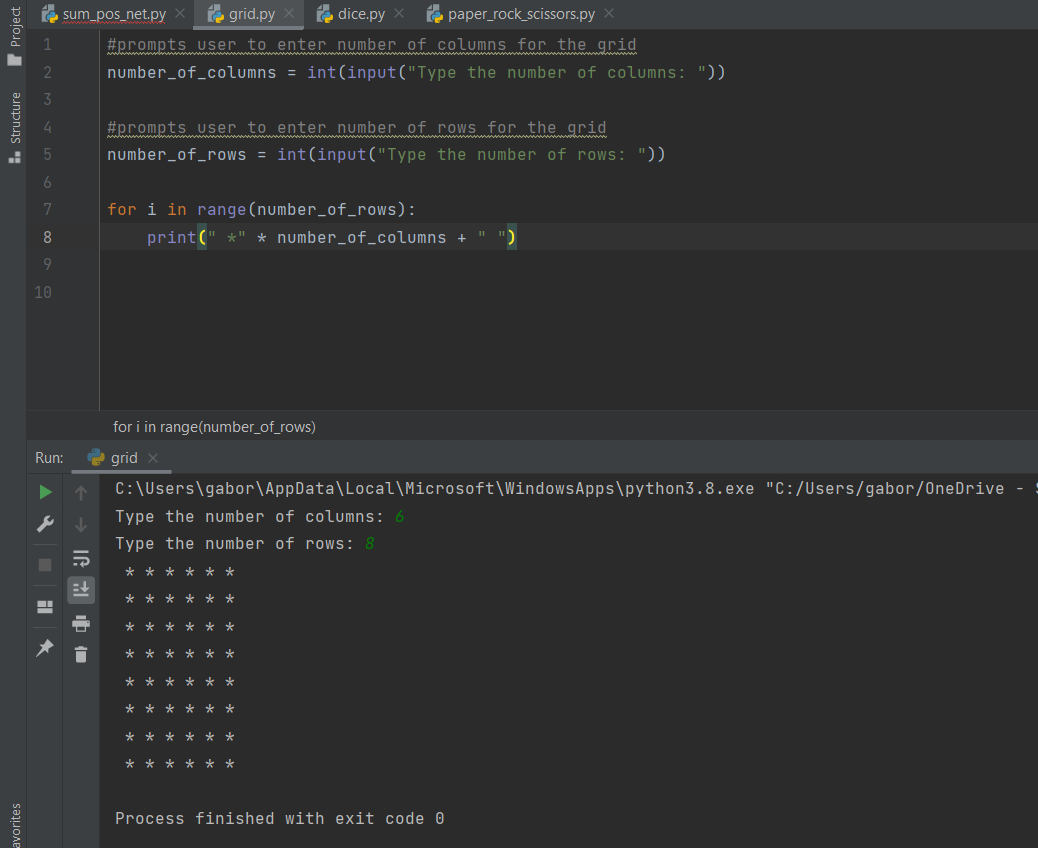 sum_pos_net.py grid.py dice.py paper_rock_scissors.py
Project
Structure
1 #prompts user to enter number of columns for the grid
2 number_of_columns = int(input("Type the number of columns: "))
3
4 #prompts user to enter number of rows for the grid
5 number_of_rows = int(input("Type the number of rows: "))
6
7 for i in range(number_of_rows):
8     print(" *" * number_of_columns + " ")
9
10
for i in range(number_of_rows)
Run: grid
C:\Users\gabor\AppData\Local\Microsoft\WindowsApps\python3.8.exe "C:/Users/gabor/OneDrive - 
Type the number of columns: 6
Type the number of rows: 8
 * * * * * *
 * * * * * *
 * * * * * *
 * * * * * *
 * * * * * *
 * * * * * *
 * * * * * *
 * * * * * *
Process finished with exit code 0
avorites